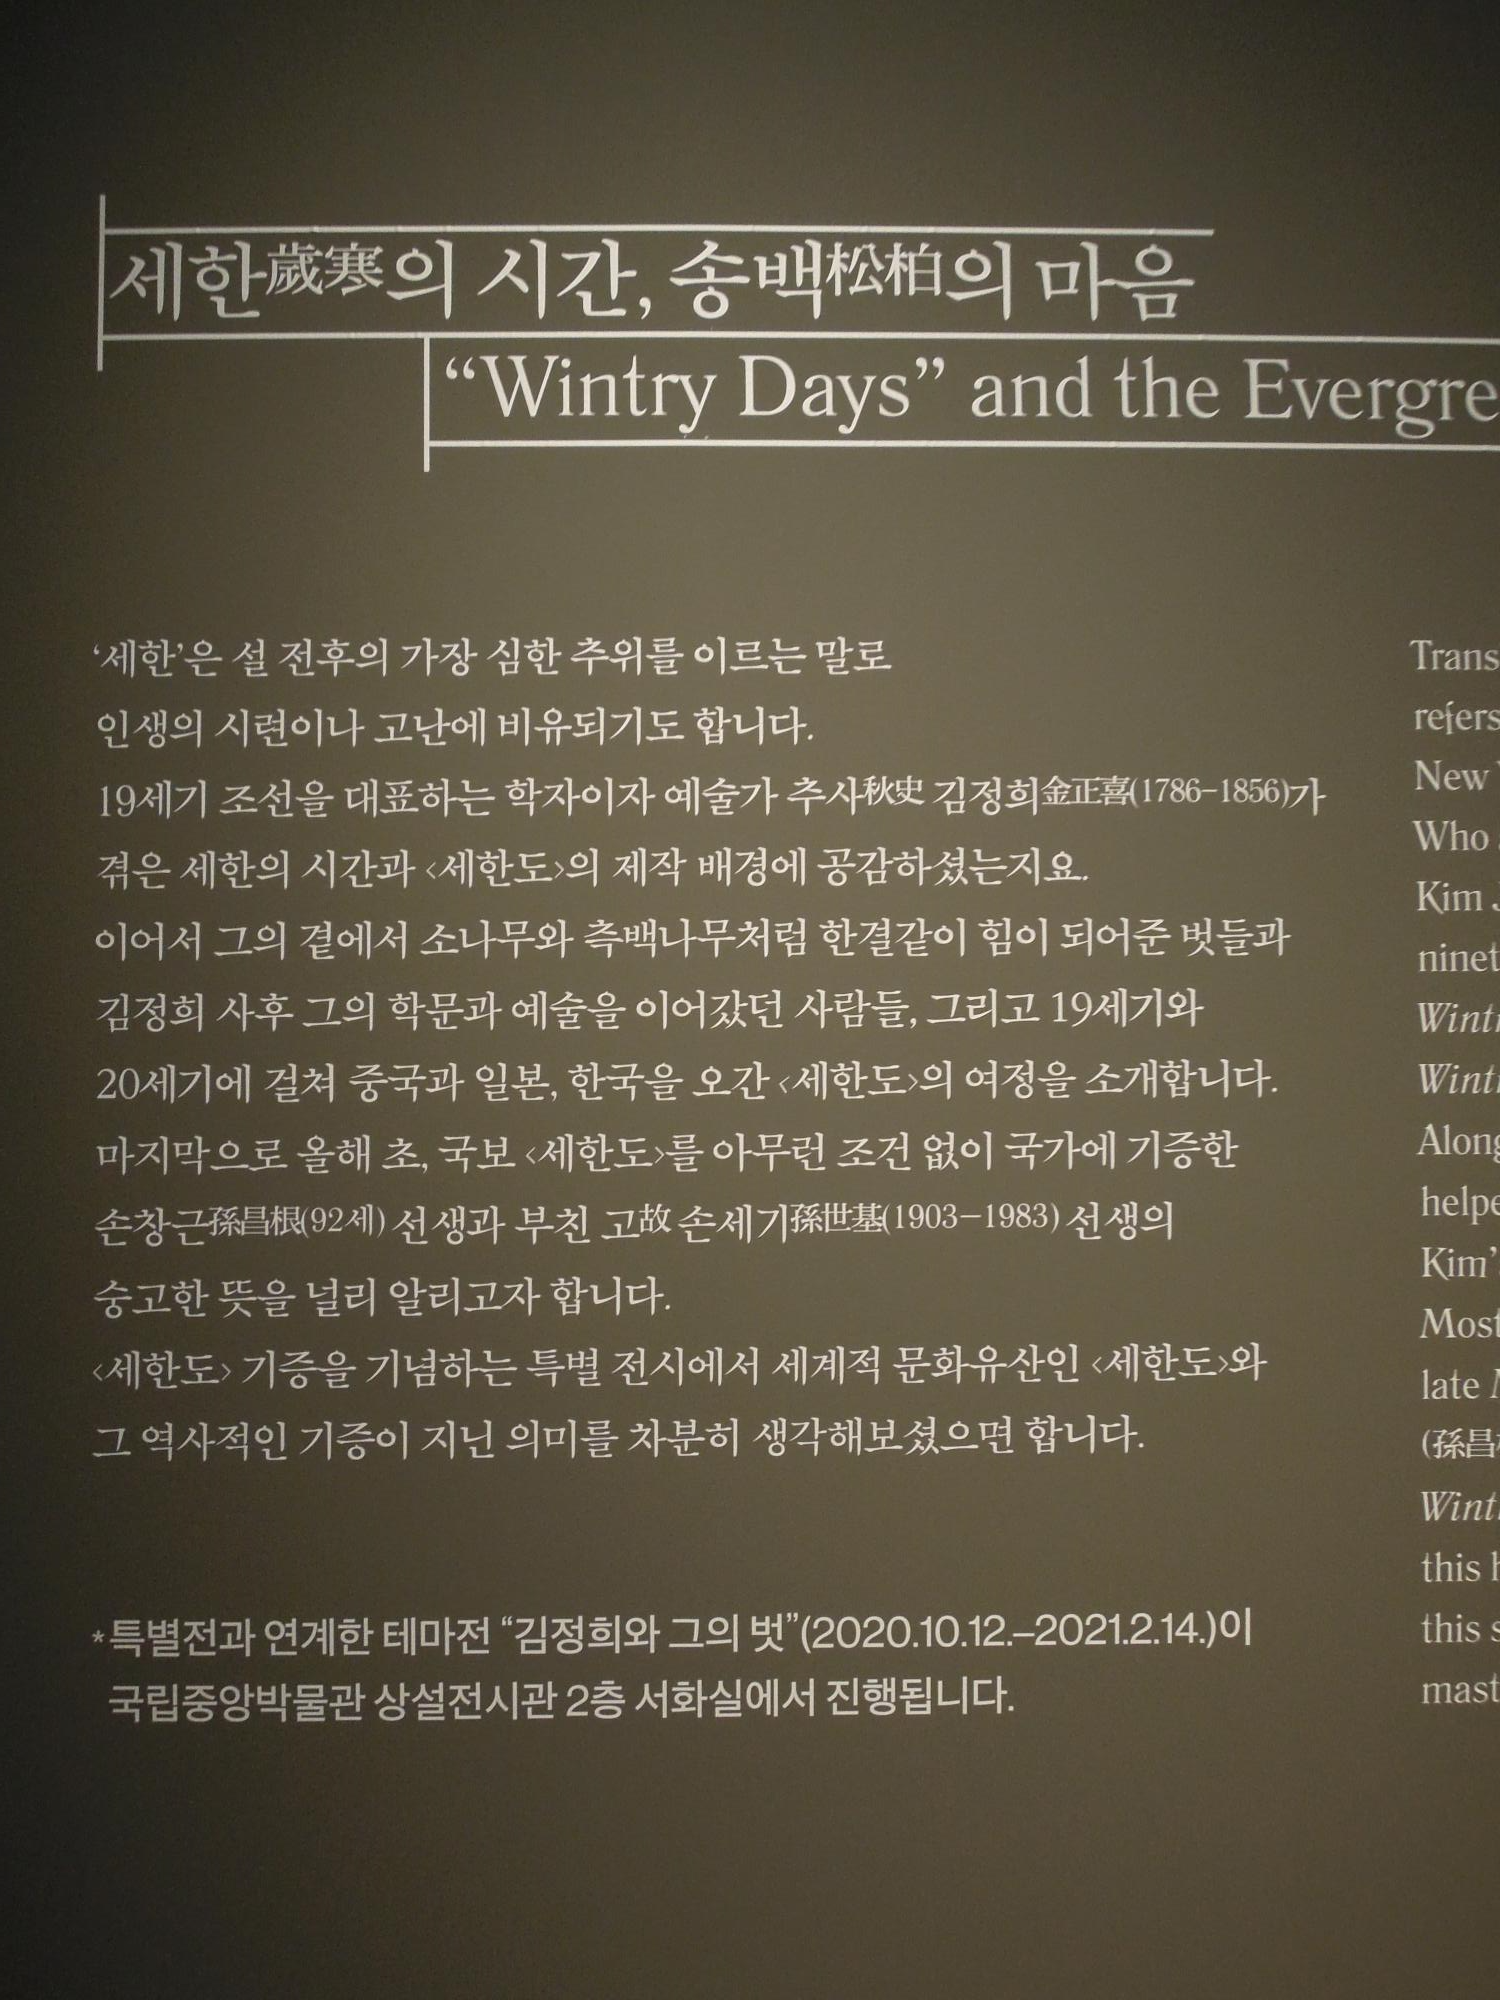 세한歲寒의 시간, 송백松柏의 마음
“Wintry Days” and the
‘세한’은 설 전후의 가장 심한 추위를 이르는 말로
인생의 시련이나 고난에 비유되기도 합니다.
19세기 조선을 대표하는 학자이자 예술가 추사秋史 김정희金正喜(1786-1856)가
겪은 세한의 시간과 <세한도>의 제작 배경에 공감하셨는지요.
이어서 그의 곁에서 소나무와 측백나무처럼 한결같이 힘이 되어준 벗들과
김정희 사후 그의 학문과 예술을 이어갔던 사람들, 그리고 19세기와
20세기에 걸쳐 중국과 일본, 한국을 오간 <세한도>의 여정을 소개합니다.
마지막으로 올해 초, 국보 <세한도>를 아무런 조건 없이 국가에 기증한
손창근孫昌根(92세) 선생과 부친 고故 손세기孫世基(1903-1983) 선생의
숭고한 뜻을 널리 알리고자 합니다.
<세한도> 기증을 기념하는 특별 전시에서 세계적 문화유산인 <세한도>와
그 역사적인 기증이 지닌 의미를 차분히 생각해보셨으면 합니다.
*특별전과 연계한 테마전 “김정희와 그의 벗”(2020.10.12.–2021.2.14.)이
국립중앙박물관 상설전시관 2층 서화실에서 진행됩니다.
refers
New
Who
Kim
Kim’
Most
late
this
this